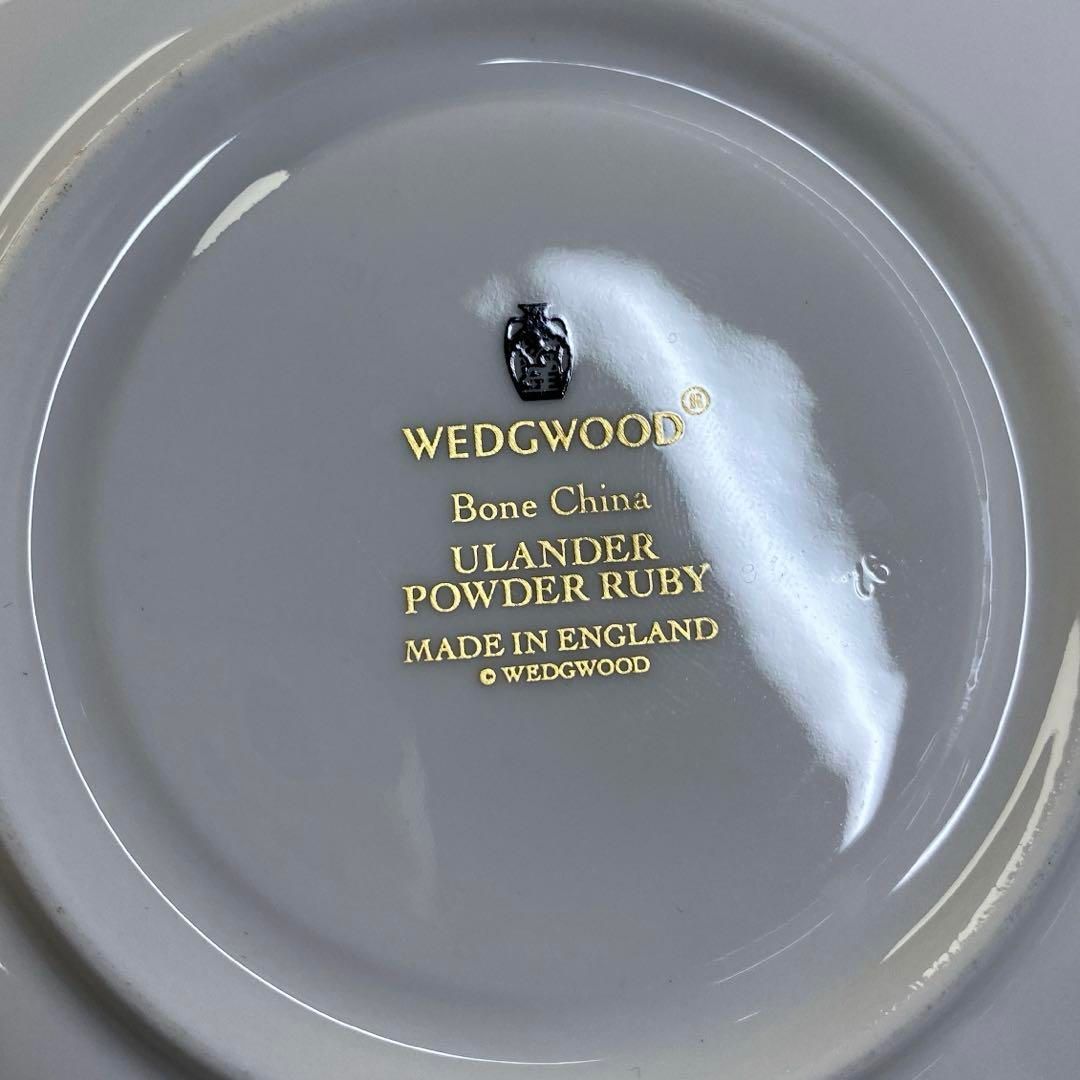 WEDGWOOD®
Bone China
ULANDER
POWDER RUBY
MADE IN ENGLAND
© WEDGWOOD